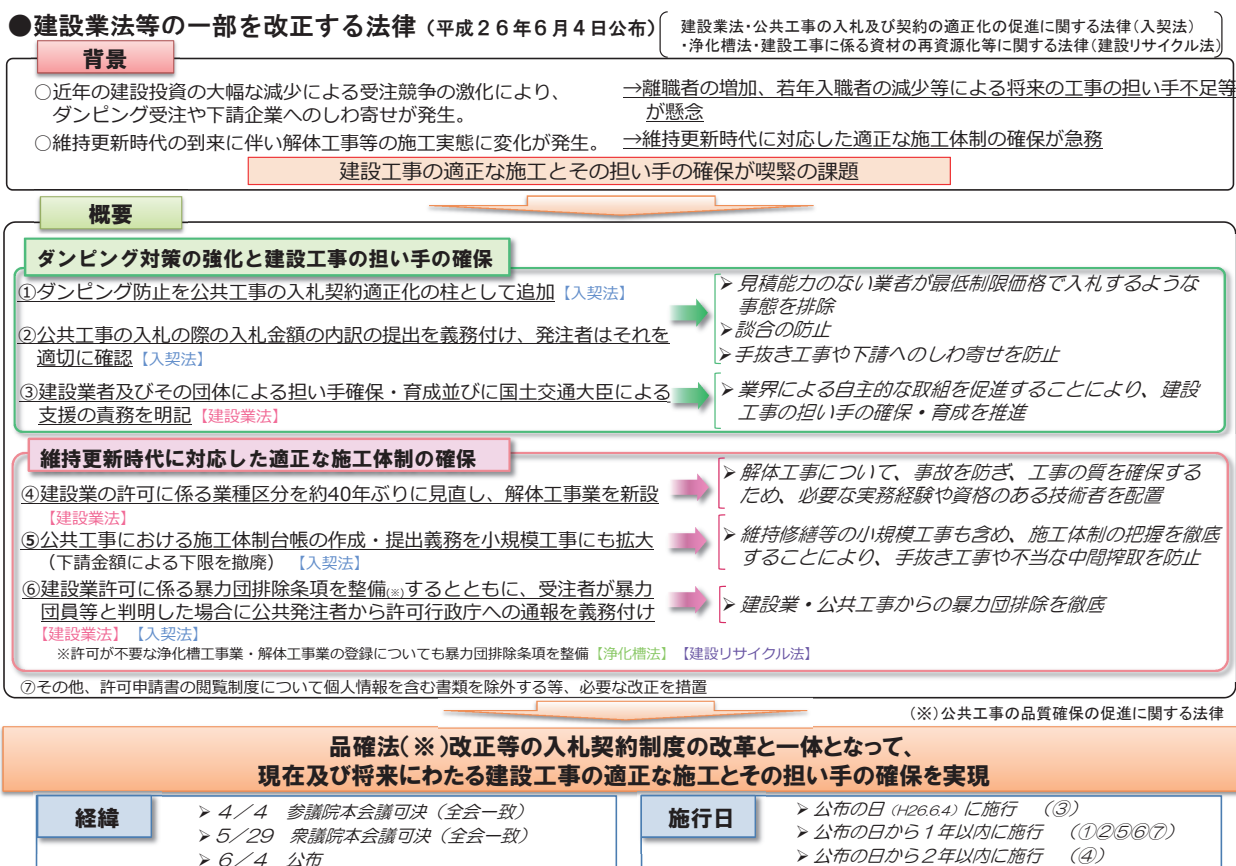 ●建設業法等の一部を改正する法律（平成２６年６月４日公布）
建設業法・公共工事の入札及び契約の適正化の促進に関する法律（入契法）
・浄化槽法・建設工事に係る資材の再資源化等に関する法律（建設リサイクル法）
背景
○近年の建設投資の大幅な減少による受注競争の激化により、
ダンピング受注や下請企業へのしわ寄せが発生。
→離職者の増加、若年入職者の減少等による将来の工事の担い手不足等
が懸念
○維持更新時代の到来に伴い解体工事等の施工実態に変化が発生。
→維持更新時代に対応した適正な施工体制の確保が急務
建設工事の適正な施工とその担い手の確保が喫緊の課題
概要
ダンピング対策の強化と建設工事の担い手の確保
①ダンピング防止を公共工事の入札契約適正化の柱として追加【入契法】
②公共工事の入札の際の入札金額の内訳の提出を義務付け、発注者はそれを
適切に確認【入契法】
➢見積能力のない業者が最低制限価格で入札するような
事態を排除
➢談合の防止
➢手抜き工事や下請へのしわ寄せを防止
③建設業者及びその団体による担い手確保・育成並びに国土交通大臣による
支援の責務を明記【建設業法】
➢業界による自主的な取組を促進することにより、建設
工事の担い手の確保・育成を推進
維持更新時代に対応した適正な施工体制の確保
④建設業の許可に係る業種区分を約40年ぶりに見直し、解体工事業を新設
【建設業法】
➢解体工事について、事故を防ぎ、工事の質を確保する
ため、必要な実務経験や資格のある技術者を配置
⑤公共工事における施工体制台帳の作成・提出義務を小規模工事にも拡大
（下請金額による下限を撤廃）【入契法】
➢維持修繕等の小規模工事も含め、施工体制の把握を徹底
することにより、手抜き工事や不当な中間搾取を防止
⑥建設業許可に係る暴力団排除条項を整備(※)するとともに、受注者が暴力
団員等と判明した場合に公共発注者から許可行政庁への通報を義務付け
【建設業法】【入契法】
➢建設業・公共工事からの暴力団排除を徹底
※許可が不要な浄化槽工事業・解体工事業の登録についても暴力団排除条項を整備【浄化槽法】【建設リサイクル法】
⑦その他、許可申請書の閲覧制度について個人情報を含む書類を除外する等、必要な改正を措置
（※）公共工事の品質確保の促進に関する法律
品確法（※）改正等の入札契約制度の改革と一体となって、
現在及び将来にわたる建設工事の適正な施工とその担い手の確保を実現
経緯
➢４／４　参議院本会議可決（全会一致）
➢５／29　衆議院本会議可決（全会一致）
➢６／４　公布
施行日
➢公布の日（H26.6.4）に施行　（③）
➢公布の日から１年以内に施行　（①②⑤⑥⑦）
➢公布の日から２年以内に施行　（④）